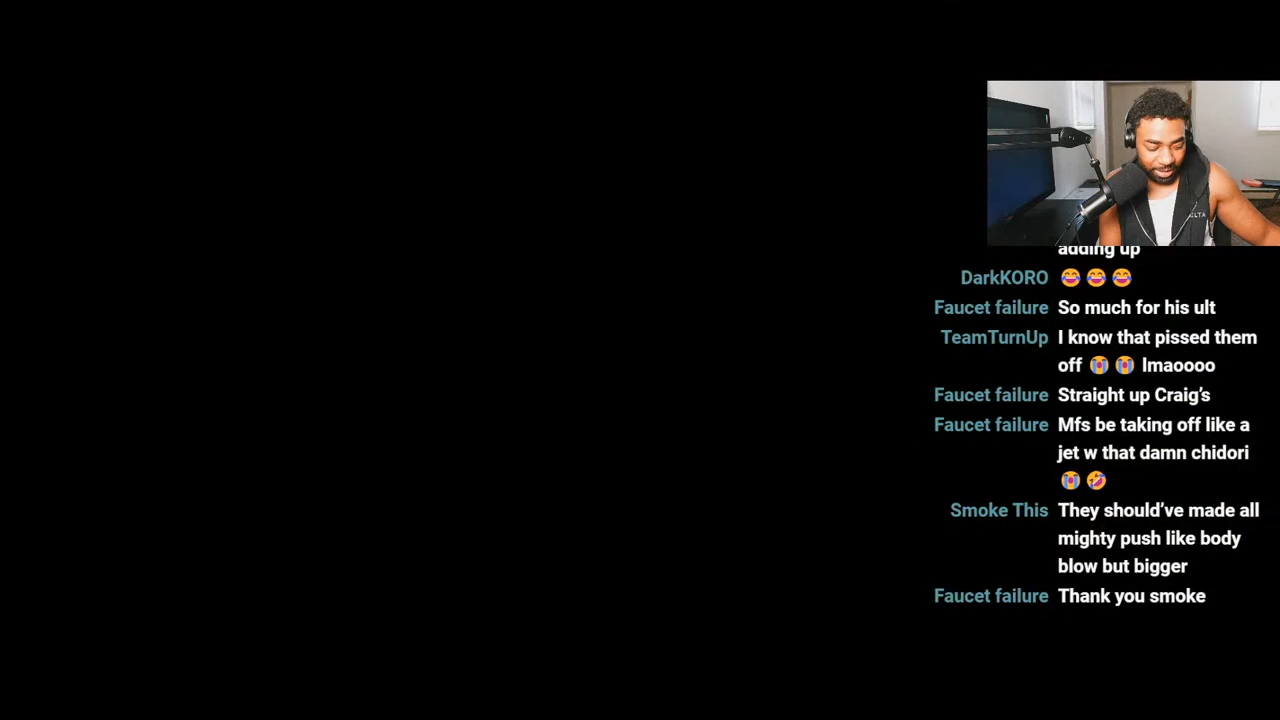 adding up
DarkKORO 😂 😂 😂
Faucet failure So much for his ult
TeamTurnUp I know that pissed them
off 😭 😭 lmaoooo
Faucet failure Straight up Craig’s
Faucet failure Mfs be taking off like a
jet w that damn chidori
😭 🤣
Smoke This They should’ve made all
mighty push like body
blow but bigger
Faucet failure Thank you smoke